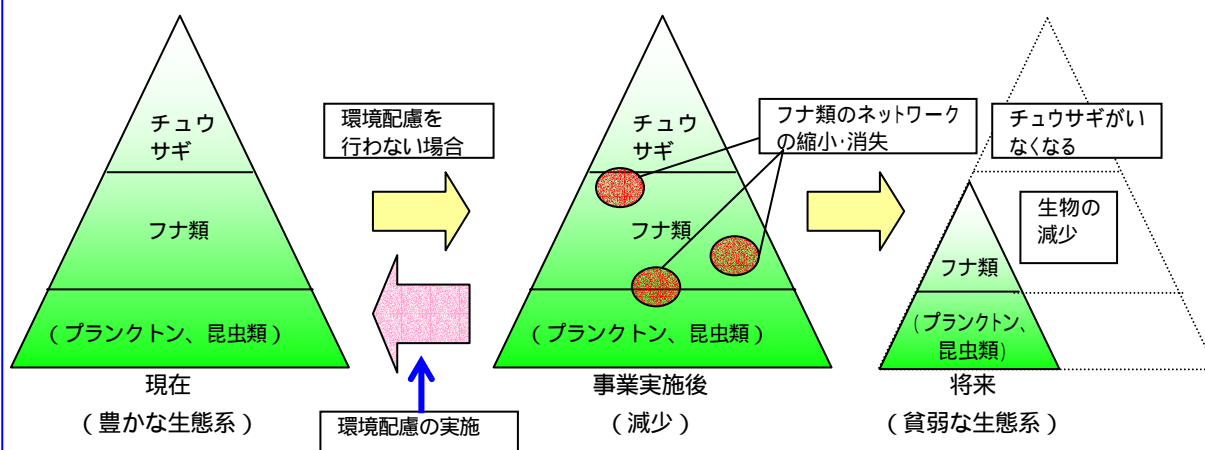 チュウ
サギ
フナ類
（プランクトン、昆虫類）
現在
（豊かな生態系）
環境配慮を
行わない場合
環境配慮の実施
フナ類のネットワーク
の縮小・消失
チュウ
サギ
フナ類
（プランクトン、昆虫類）
事業実施後
（減少）
チュウサギがい
なくなる
生物の
減少
フナ類
（プランクトン、
昆虫類）
将来
（貧弱な生態系）